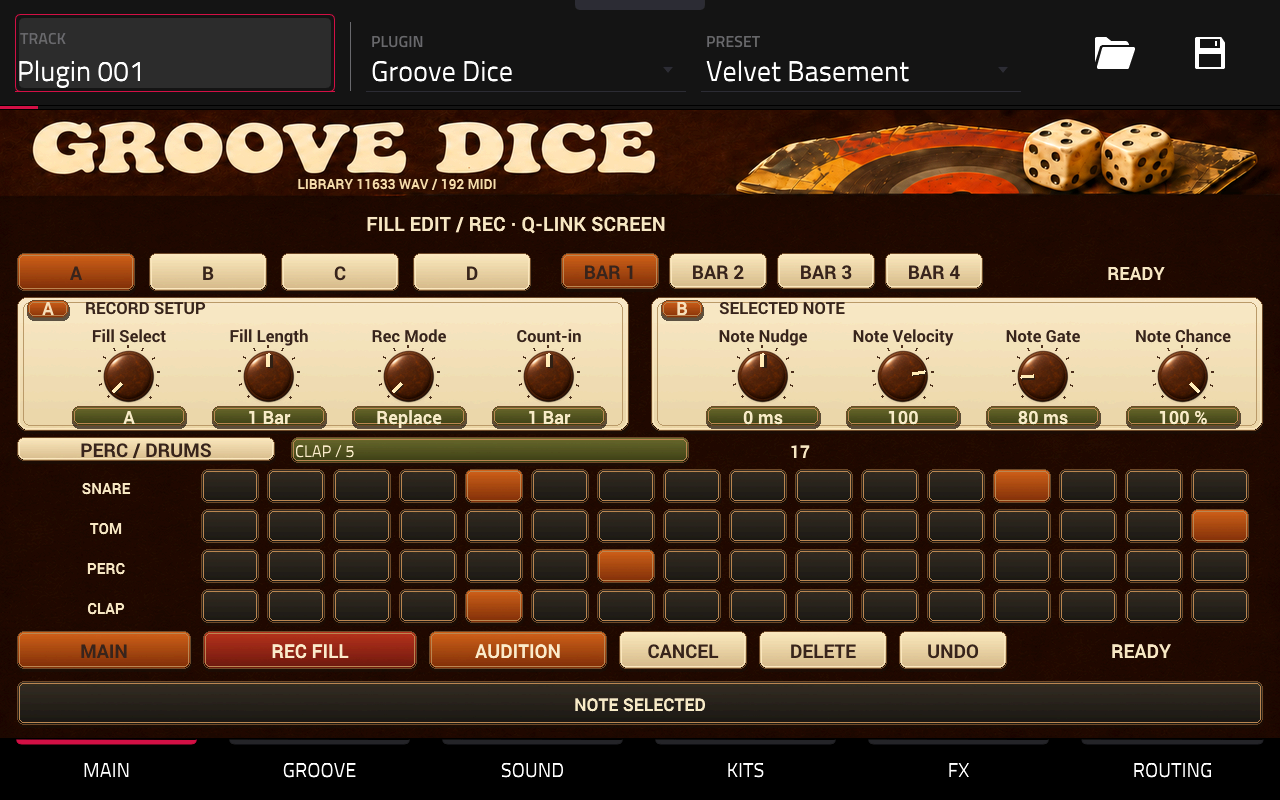 TRACK
Plugin 001
PLUGIN
Groove Dice
PRESET
Velvet Basement
GROOVE DICE
LIBRARY 11633 WAV / 192 MIDI
FILL EDIT / REC · Q-LINK SCREEN
A B C D BAR 1 BAR 2 BAR 3 BAR 4 READY
A RECORD SETUP
Fill Select Fill Length Rec Mode Count-in
A 1 Bar Replace 1 Bar
B SELECTED NOTE
Note Nudge Note Velocity Note Gate Note Chance
0 ms 100 80 ms 100 %
PERC / DRUMS CLAP / 5 17
SNARE
TOM
PERC
CLAP
MAIN REC FILL AUDITION CANCEL DELETE UNDO READY
NOTE SELECTED
MAIN GROOVE SOUND KITS FX ROUTING